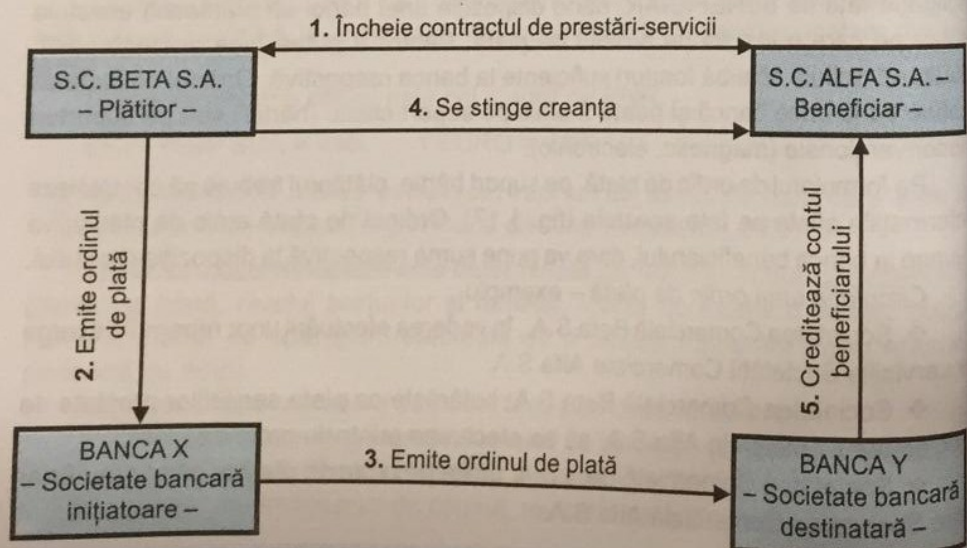 1. Încheie contractul de prestări-servicii
S.C. BETA S.A.
– Plătitor –
S.C. ALFA S.A. –
Beneficiar –
4. Se stinge creanța
2. Emite ordinul
de plată
5. Creditează contul
beneficiarului
BANCA X
– Societate bancară
inițiatoare –
3. Emite ordinul de plată
BANCA Y
– Societate bancară
destinatară –